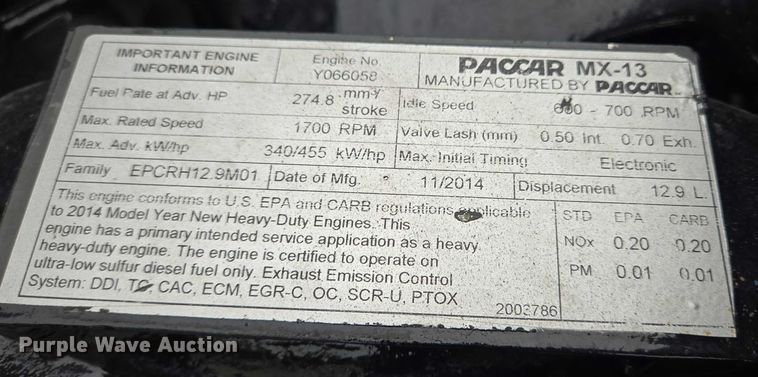 IMPORTANT ENGINE INFORMATION
Engine No. Y066058
PACCAR MX-13
MANUFACTURED BY PACCAR
Fuel Rate at Adv. HP 274.8 mm³/stroke
Idle Speed 600 - 700 RPM
Max. Rated Speed 1700 RPM
Valve Lash (mm) 0.50 Int. 0.70 Exh.
Max. Adv. kW/hp 340/455 kW/hp
Max. Initial Timing Electronic
Family EPCRH12.9M01
Date of Mfg. 11/2014
Displacement 12.9 L
This engine conforms to U.S. EPA and CARB regulations applicable
to 2014 Model Year New Heavy-Duty Engines. This
engine has a primary intended service application as a heavy
heavy-duty engine. The engine is certified to operate on
ultra-low sulfur diesel fuel only. Exhaust Emission Control
System: DDI, TC, CAC, ECM, EGR-C, OC, SCR-U, PTOX
STD EPA CARB
NOx 0.20 0.20
PM 0.01 0.01
2003786
Purple Wave Auction